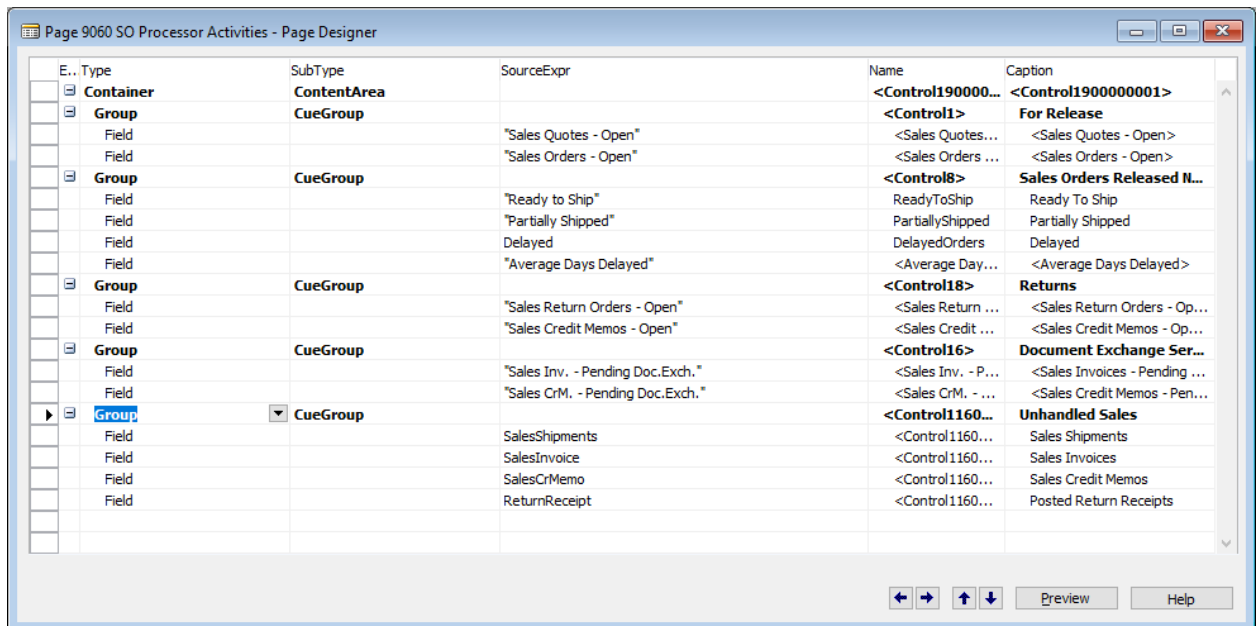 Page 9060 SO Processor Activities - Page Designer
E.. Type SubType SourceExpr Name Caption
Container ContentArea <Control190000... <Control1900000001>
Group CueGroup <Control1> For Release
Field "Sales Quotes - Open" <Sales Quotes... <Sales Quotes - Open>
Field "Sales Orders - Open" <Sales Orders ... <Sales Orders - Open>
Group CueGroup <Control8> Sales Orders Released N...
Field "Ready to Ship" ReadyToShip Ready To Ship
Field "Partially Shipped" PartiallyShipped Partially Shipped
Field Delayed DelayedOrders Delayed
Field "Average Days Delayed" <Average Day... <Average Days Delayed>
Group CueGroup <Control18> Returns
Field "Sales Return Orders - Open" <Sales Return ... <Sales Return Orders - Op...
Field "Sales Credit Memos - Open" <Sales Credit ... <Sales Credit Memos - Op...
Group CueGroup <Control16> Document Exchange Ser...
Field "Sales Inv. - Pending Doc.Exch." <Sales Inv. - P... <Sales Invoices - Pending ...
Field "Sales CrM. - Pending Doc.Exch." <Sales CrM. - ... <Sales Credit Memos - Pen...
Group CueGroup <Control1160... Unhandled Sales
Field SalesShipments <Control1160... Sales Shipments
Field SalesInvoice <Control1160... Sales Invoices
Field SalesCrMemo <Control1160... Sales Credit Memos
Field ReturnReceipt <Control1160... Posted Return Receipts
Preview Help